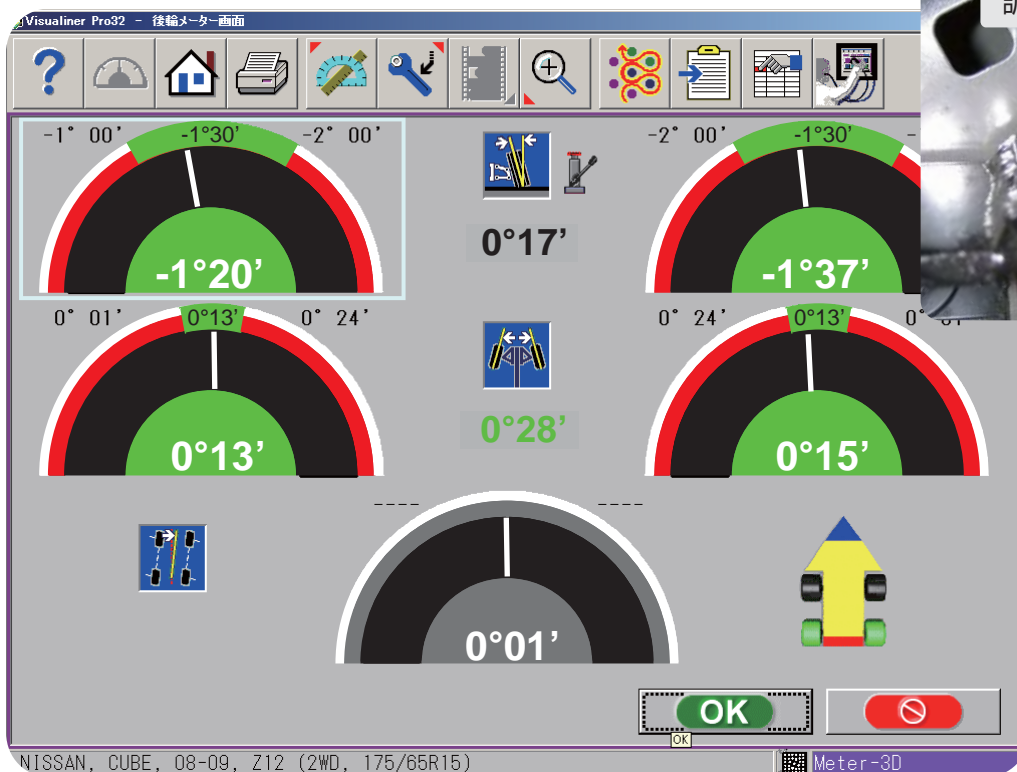 Visualiner Pro32 - 後輪メーター画面
-1° 00' -1°30' -2° 00'
-2° 00' -1°30'
-1°20’
0°17’
-1°37’
0° 01' 0°13' 0° 24'
0° 24' 0°13'
0°13’
0°28’
0°15’
---- ----
0°01’
OK
OK
NISSAN, CUBE, 08-09, Z12 (2WD, 175/65R15)
Meter-3D